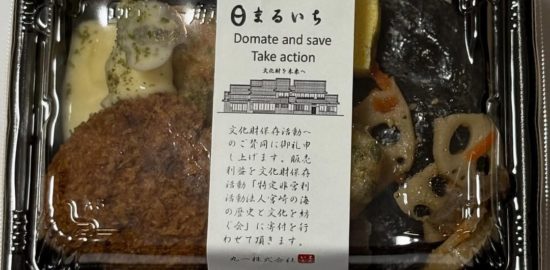 まるいち
Domate and save
Take action
文化財を未来へ
文化財保存活動へ
のご賛同に御礼申
し上げます。販売
利益を文化財保存
活動「特定非営利
活動法人宮崎の海
の歴史と文化を紡
ぐ会」に寄付を行
わせて頂きます。
丸一株式会社